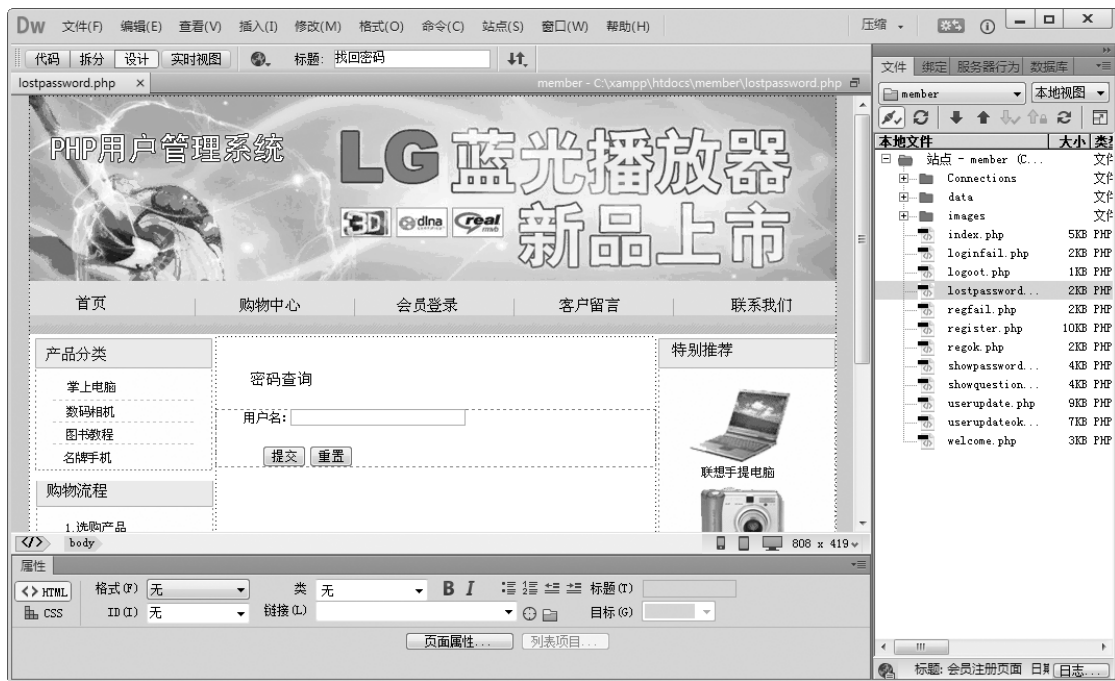 DW 文件(F) 编辑(E) 查看(V) 插入(I) 修改(M) 格式(O) 命令(C) 站点(S) 窗口(W) 帮助(H) 压缩
代码 拆分 设计 实时视图 标题: 找回密码
lostpassword.php × member - C:\xampp\htdocs\member\lostpassword.php
PHP用户管理系统
LG 蓝光播放器
3D dlna real
新品上市
首页 购物中心 会员登录 客户留言 联系我们
产品分类
掌上电脑
数码相机
图书教程
名牌手机
购物流程
1.选购产品
密码查询
用户名:
提交 重置
特别推荐
联想手提电脑
body 808 x 419
属性
<> HTML 格式(F) 无 类 无 B I 标题(T)
CSS ID(I) 无 链接(L) 目标(G)
页面属性... 列表项目...
文件 绑定 服务器行为 数据库
member 本地视图
本地文件 大小 类
站点 - member (C... 文件
Connections 文件
data 文件
images 文件
index.php 5KB PHP
loginfail.php 2KB PHP
logoot.php 1KB PHP
lostpassword... 2KB PHP
regfail.php 2KB PHP
register.php 10KB PHP
regok.php 2KB PHP
showpassword... 4KB PHP
showquestion... 4KB PHP
userupdate.php 9KB PHP
userupdateok... 7KB PHP
welcome.php 3KB PHP
标题: 会员注册页面 日期 日志...